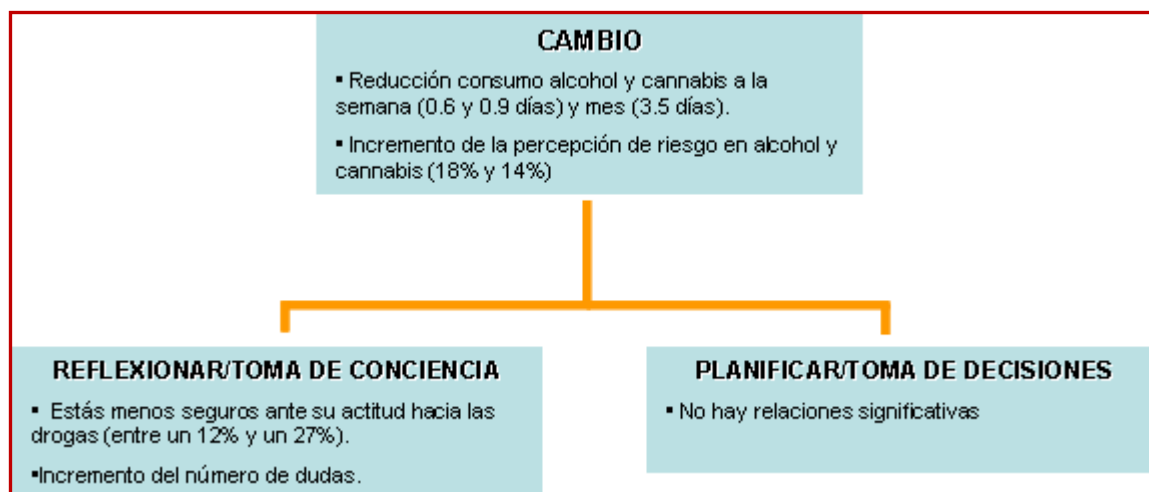 CAMBIO
▪ Reducción consumo alcohol y cannabis a la
semana (0.6 y 0.9 días) y mes (3.5 días).
▪ Incremento de la percepción de riesgo en alcohol y
cannabis (18% y 14%)
REFLEXIONAR/TOMA DE CONCIENCIA
▪ Estás menos seguros ante su actitud hacia las
drogas (entre un 12% y un 27%).
▪Incremento del número de dudas.
PLANIFICAR/TOMA DE DECISIONES
▪ No hay relaciones significativas